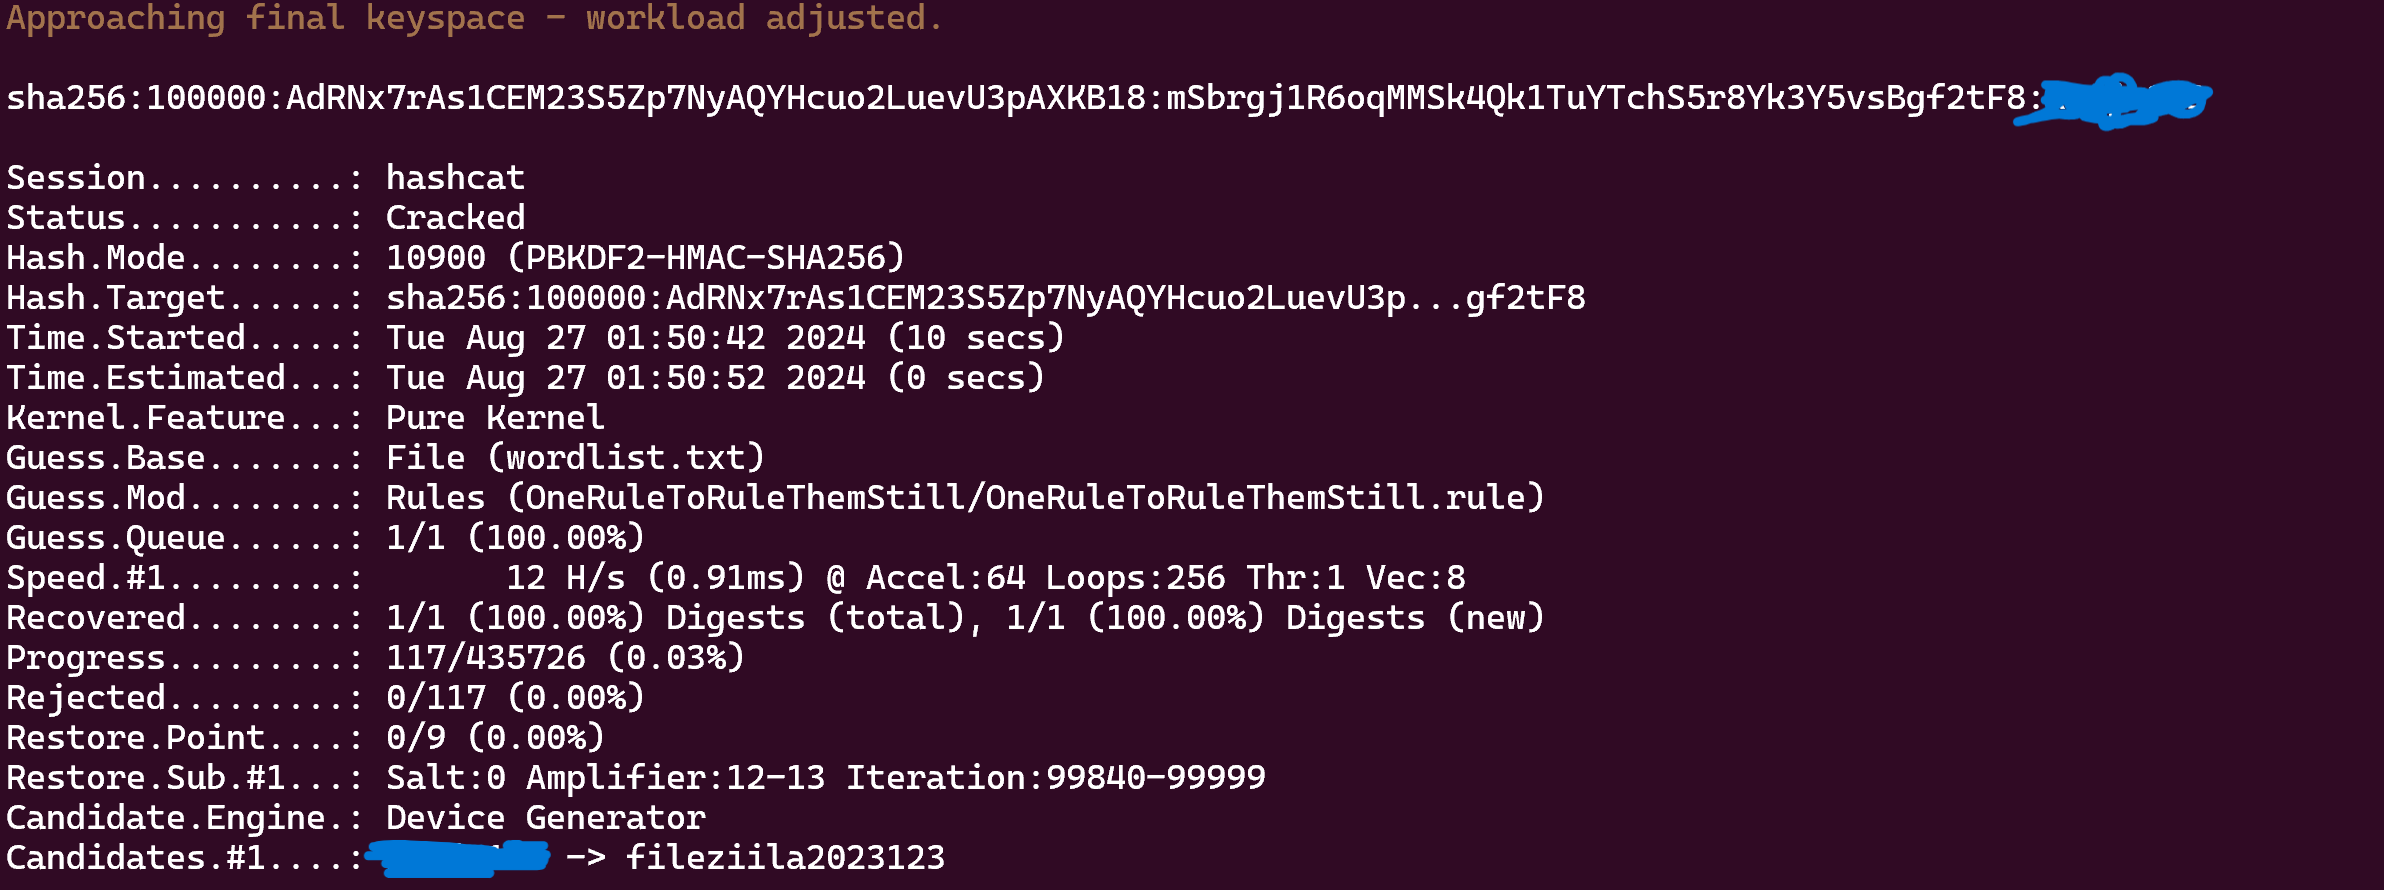 Approaching final keyspace - workload adjusted.
sha256:100000:AdRNx7rAs1CEM23S5Zp7NyAQYHcuo2LuevU3pAXKB18:mSbrgj1R6oqMMSk4Qk1TuYTchS5r8Yk3Y5vsBgf2tF8:
Session..........: hashcat
Status...........: Cracked
Hash.Mode........: 10900 (PBKDF2-HMAC-SHA256)
Hash.Target......: sha256:100000:AdRNx7rAs1CEM23S5Zp7NyAQYHcuo2LuevU3p...gf2tF8
Time.Started.....: Tue Aug 27 01:50:42 2024 (10 secs)
Time.Estimated...: Tue Aug 27 01:50:52 2024 (0 secs)
Kernel.Feature...: Pure Kernel
Guess.Base.......: File (wordlist.txt)
Guess.Mod........: Rules (OneRuleToRuleThemStill/OneRuleToRuleThemStill.rule)
Guess.Queue......: 1/1 (100.00%)
Speed.#1.........:       12 H/s (0.91ms) @ Accel:64 Loops:256 Thr:1 Vec:8
Recovered........: 1/1 (100.00%) Digests (total), 1/1 (100.00%) Digests (new)
Progress.........: 117/435726 (0.03%)
Rejected.........: 0/117 (0.00%)
Restore.Point....: 0/9 (0.00%)
Restore.Sub.#1...: Salt:0 Amplifier:12-13 Iteration:99840-99999
Candidate.Engine.: Device Generator
Candidates.#1....: -> fileziila2023123